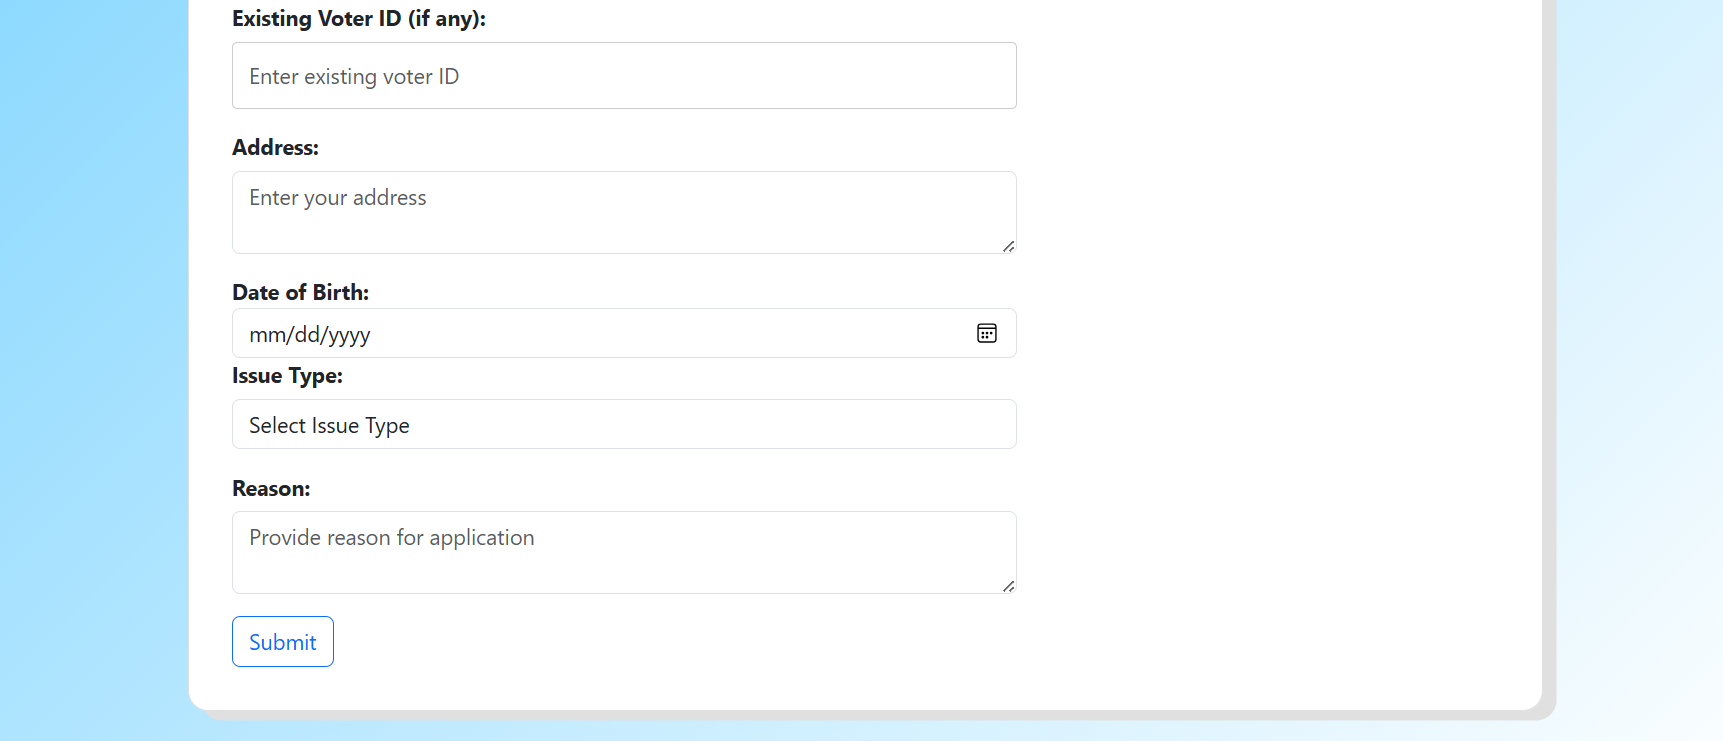 Existing Voter ID (if any):
Enter existing voter ID
Address:
Enter your address
Date of Birth:
mm/dd/yyyy
Issue Type:
Select Issue Type
Reason:
Provide reason for application
Submit